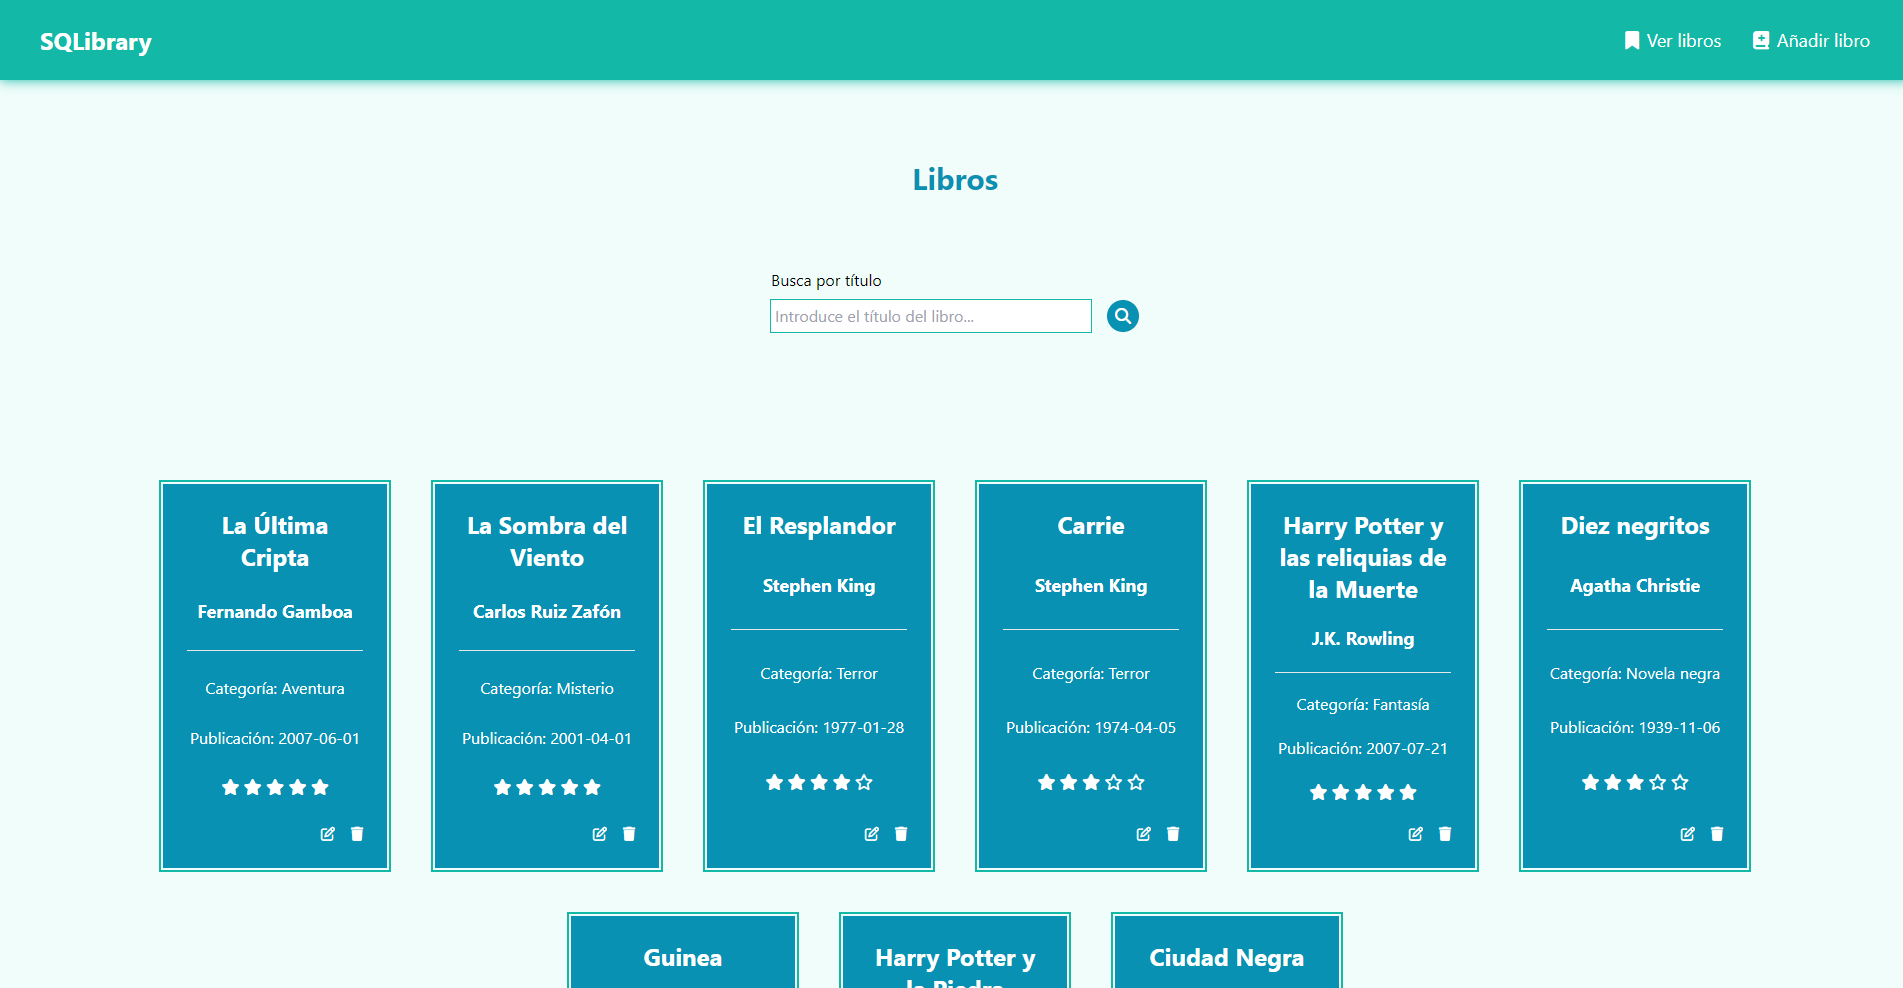 SQLibrary
Ver libros
Añadir libro
Libros
Busca por título
Introduce el título del libro...
La Última
Cripta
Fernando Gamboa
Categoría: Aventura
Publicación: 2007-06-01
La Sombra del
Viento
Carlos Ruiz Zafón
Categoría: Misterio
Publicación: 2001-04-01
El Resplandor
Stephen King
Categoría: Terror
Publicación: 1977-01-28
Carrie
Stephen King
Categoría: Terror
Publicación: 1974-04-05
Harry Potter y
las reliquias de
la Muerte
J.K. Rowling
Categoría: Fantasía
Publicación: 2007-07-21
Diez negritos
Agatha Christie
Categoría: Novela negra
Publicación: 1939-11-06
Guinea
Harry Potter y
la Piedra
Ciudad Negra